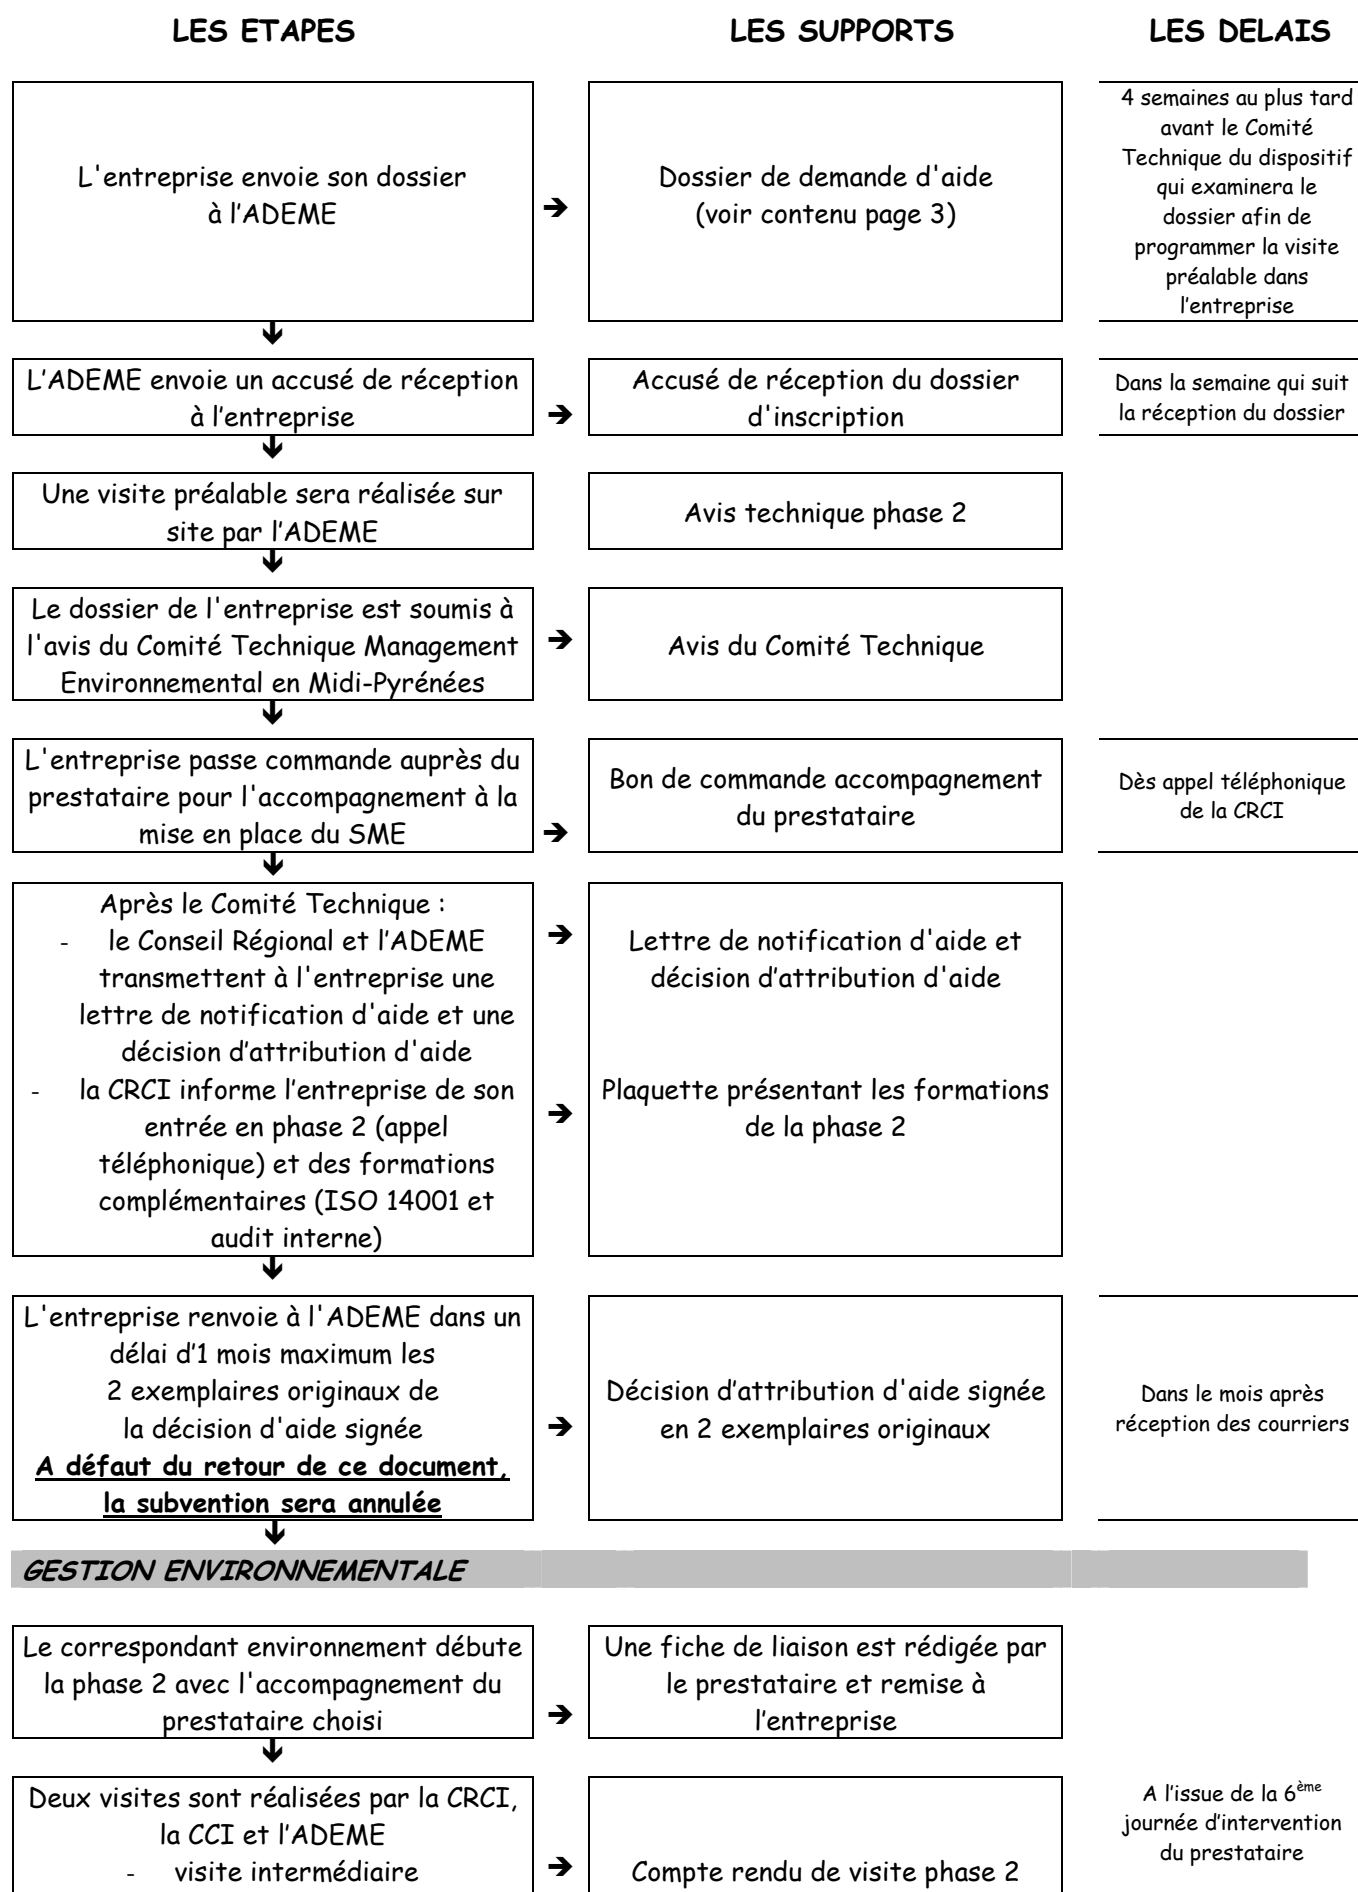 LES ETAPES
LES SUPPORTS
LES DELAIS
L'entreprise envoie son dossier
à l'ADEME
➔
Dossier de demande d'aide
(voir contenu page 3)
4 semaines au plus tard
avant le Comité
Technique du dispositif
qui examinera le
dossier afin de
programmer la visite
préalable dans
l'entreprise
L'ADEME envoie un accusé de réception
à l'entreprise
➔
Accusé de réception du dossier
d'inscription
Dans la semaine qui suit
la réception du dossier
Une visite préalable sera réalisée sur
site par l'ADEME
Avis technique phase 2
Le dossier de l'entreprise est soumis à
l'avis du Comité Technique Management
Environnemental en Midi-Pyrénées
➔
Avis du Comité Technique
L'entreprise passe commande auprès du
prestataire pour l'accompagnement à la
mise en place du SME
➔
Bon de commande accompagnement
du prestataire
Dès appel téléphonique
de la CRCI
Après le Comité Technique :
- le Conseil Régional et l'ADEME
transmettent à l'entreprise une
lettre de notification d'aide et une
décision d'attribution d'aide
- la CRCI informe l'entreprise de son
entrée en phase 2 (appel
téléphonique) et des formations
complémentaires (ISO 14001 et
audit interne)
➔
Lettre de notification d'aide et
décision d'attribution d'aide
➔
Plaquette présentant les formations
de la phase 2
L'entreprise renvoie à l'ADEME dans un
délai d'1 mois maximum les
2 exemplaires originaux de
la décision d'aide signée
A défaut du retour de ce document,
la subvention sera annulée
➔
Décision d'attribution d'aide signée
en 2 exemplaires originaux
Dans le mois après
réception des courriers
GESTION ENVIRONNEMENTALE
Le correspondant environnement débute
la phase 2 avec l'accompagnement du
prestataire choisi
➔
Une fiche de liaison est rédigée par
le prestataire et remise à
l'entreprise
Deux visites sont réalisées par la CRCI,
la CCI et l'ADEME
- visite intermédiaire
➔
Compte rendu de visite phase 2
A l'issue de la 6ème
journée d'intervention
du prestataire